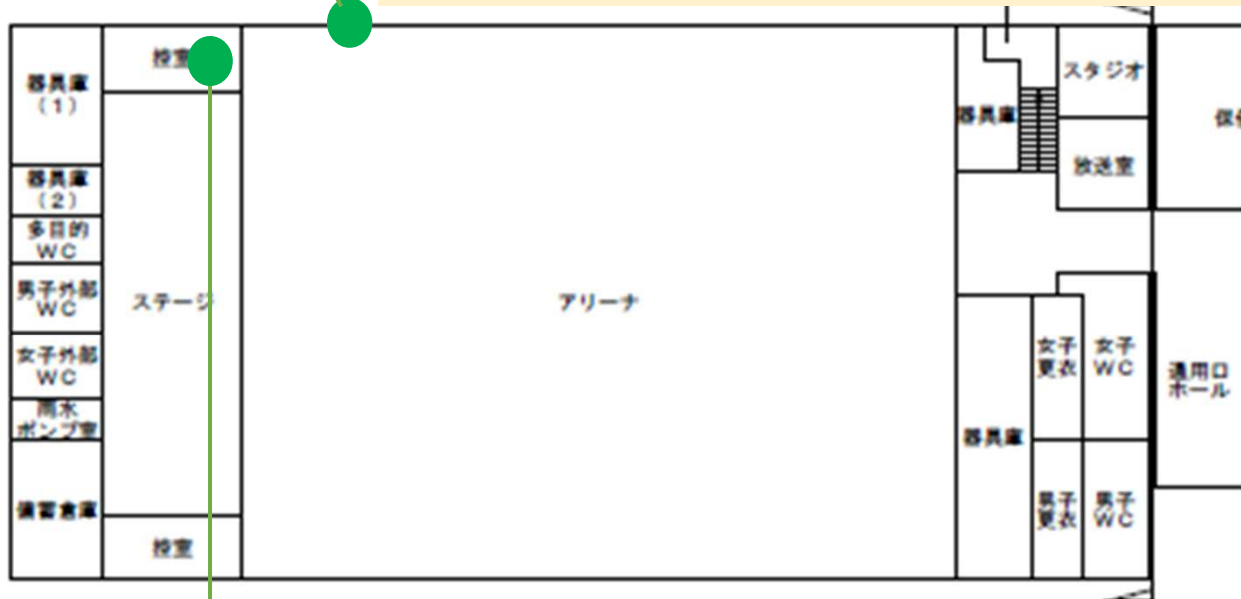 控室
器具庫
(1)
器具庫
(2)
多目的
WC
男子外部
WC
女子外部
WC
雨水
ポンプ室
備蓄倉庫
ステージ
控室
アリーナ
器具庫
スタジオ
放送室
器具庫
女子
更衣
女子
WC
男子
更衣
男子
WC
通用口
ホール